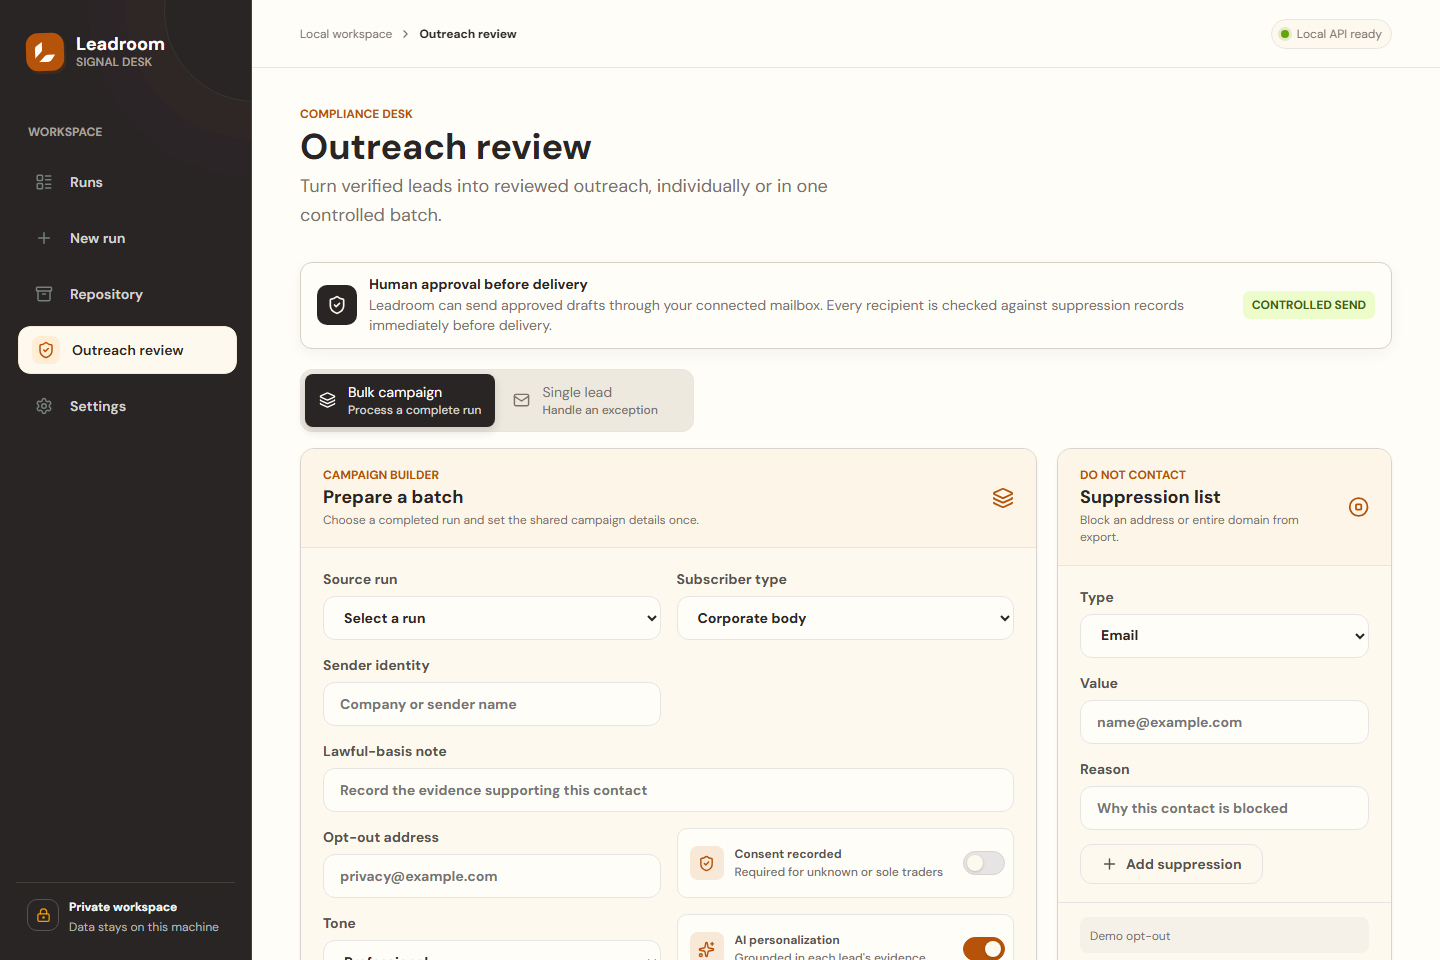 Leadroom
SIGNAL DESK
WORKSPACE
Runs
New run
Repository
Outreach review
Settings
Private workspace
Data stays on this machine
Local workspace > Outreach review
Local API ready
COMPLIANCE DESK
Outreach review
Turn verified leads into reviewed outreach, individually or in one
controlled batch.
Human approval before delivery
Leadroom can send approved drafts through your connected mailbox. Every recipient is checked against suppression records
immediately before delivery.
CONTROLLED SEND
Bulk campaign
Process a complete run
Single lead
Handle an exception
CAMPAIGN BUILDER
Prepare a batch
Choose a completed run and set the shared campaign details once.
Source run
Select a run
Subscriber type
Corporate body
Sender identity
Company or sender name
Lawful-basis note
Record the evidence supporting this contact
Opt-out address
privacy@example.com
Consent recorded
Required for unknown or sole traders
Tone
Professional
AI personalization
Grounded in each lead's evidence
DO NOT CONTACT
Suppression list
Block an address or entire domain from
export.
Type
Email
Value
name@example.com
Reason
Why this contact is blocked
Add suppression
Demo opt-out